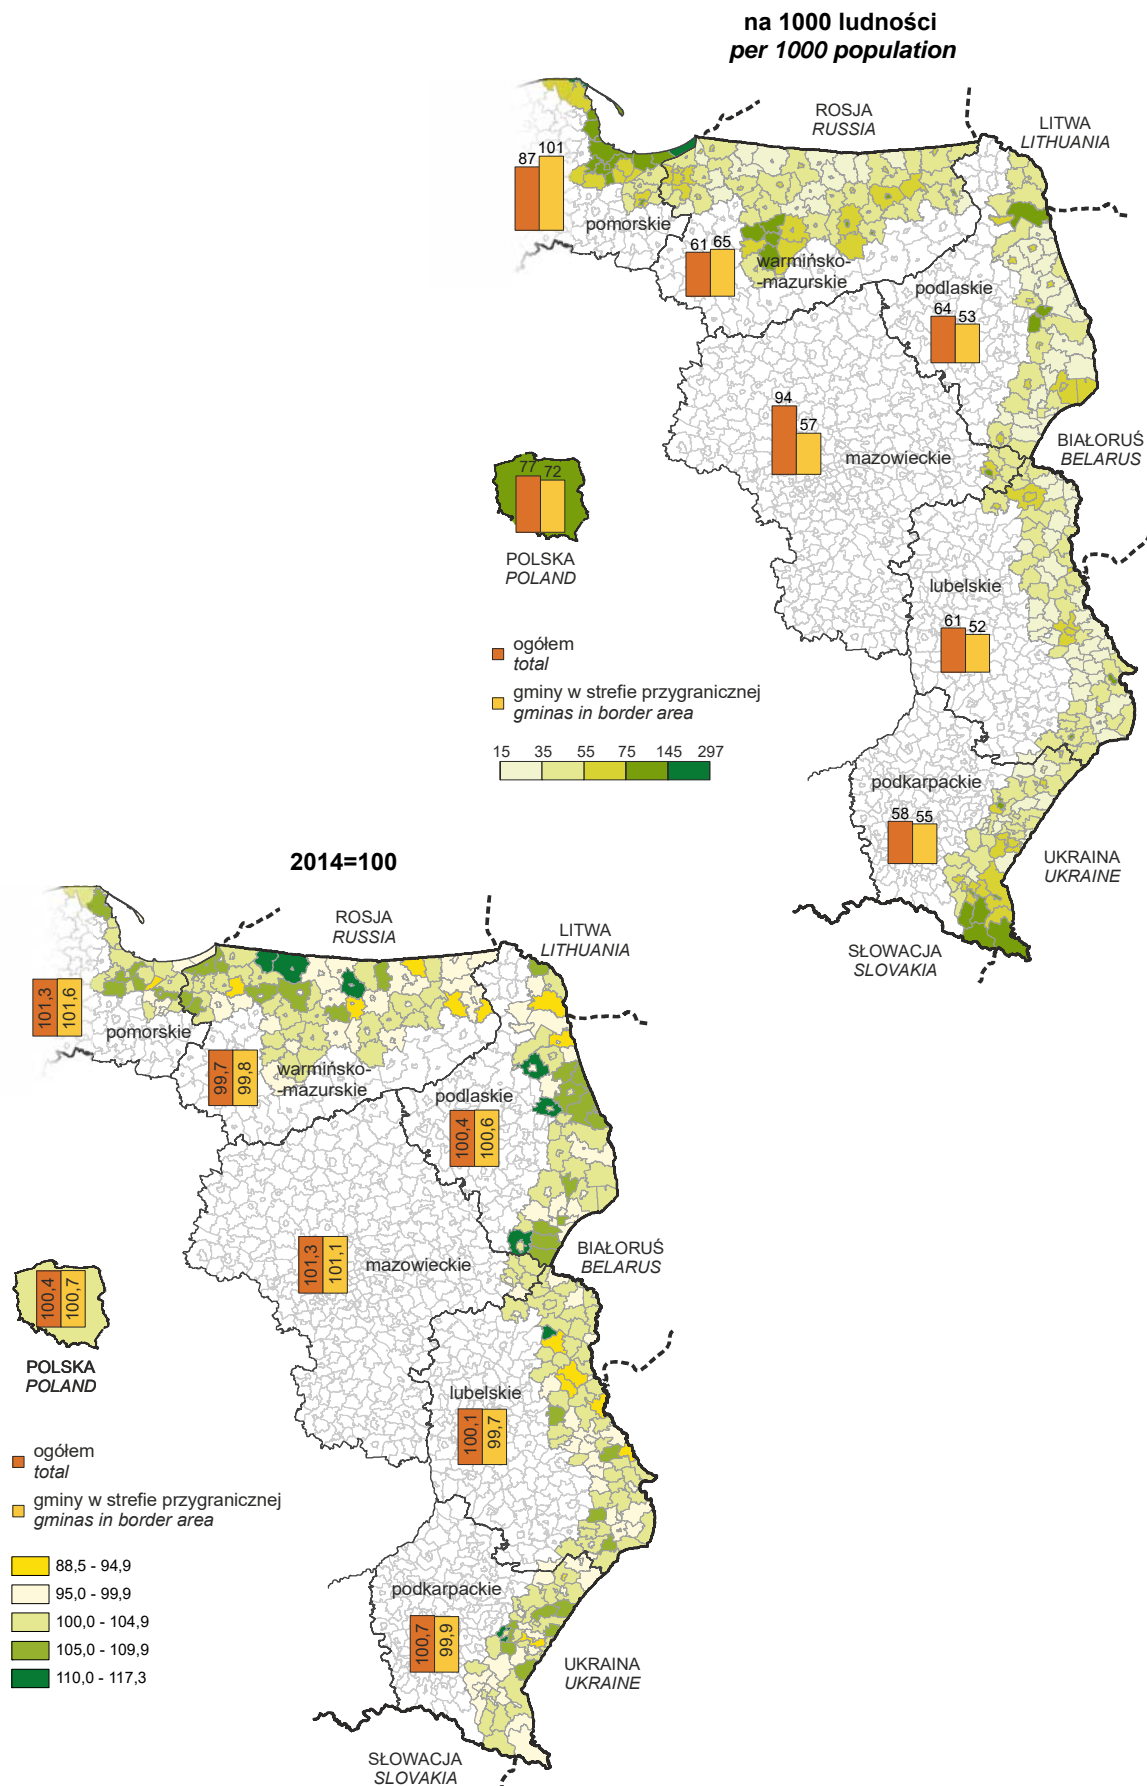 na 1000 ludności
per 1000 population
ROSJA
RUSSIA
LITWA
LITHUANIA
87
101
pomorskie
61
65
warmińsko-
-mazurskie
podlaskie
64
53
94
57
mazowieckie
BIAŁORUŚ
BELARUS
77
72
POLSKA
POLAND
lubelskie
61
52
ogółem
total
gminy w strefie przygranicznej
gminas in border area
15
35
55
75
145
297
podkarpackie
58
55
UKRAINA
UKRAINE
SŁOWACJA
SLOVAKIA
2014=100
ROSJA
RUSSIA
LITWA
LITHUANIA
101,3
101,6
pomorskie
99,7
99,8
warmińsko-
-mazurskie
podlaskie
100,4
100,6
101,3
101,1
mazowieckie
BIAŁORUŚ
BELARUS
100,4
100,7
POLSKA
POLAND
lubelskie
100,1
99,7
ogółem
total
gminy w strefie przygranicznej
gminas in border area
88,5 - 94,9
95,0 - 99,9
100,0 - 104,9
105,0 - 109,9
110,0 - 117,3
podkarpackie
100,7
99,9
UKRAINA
UKRAINE
SŁOWACJA
SLOVAKIA